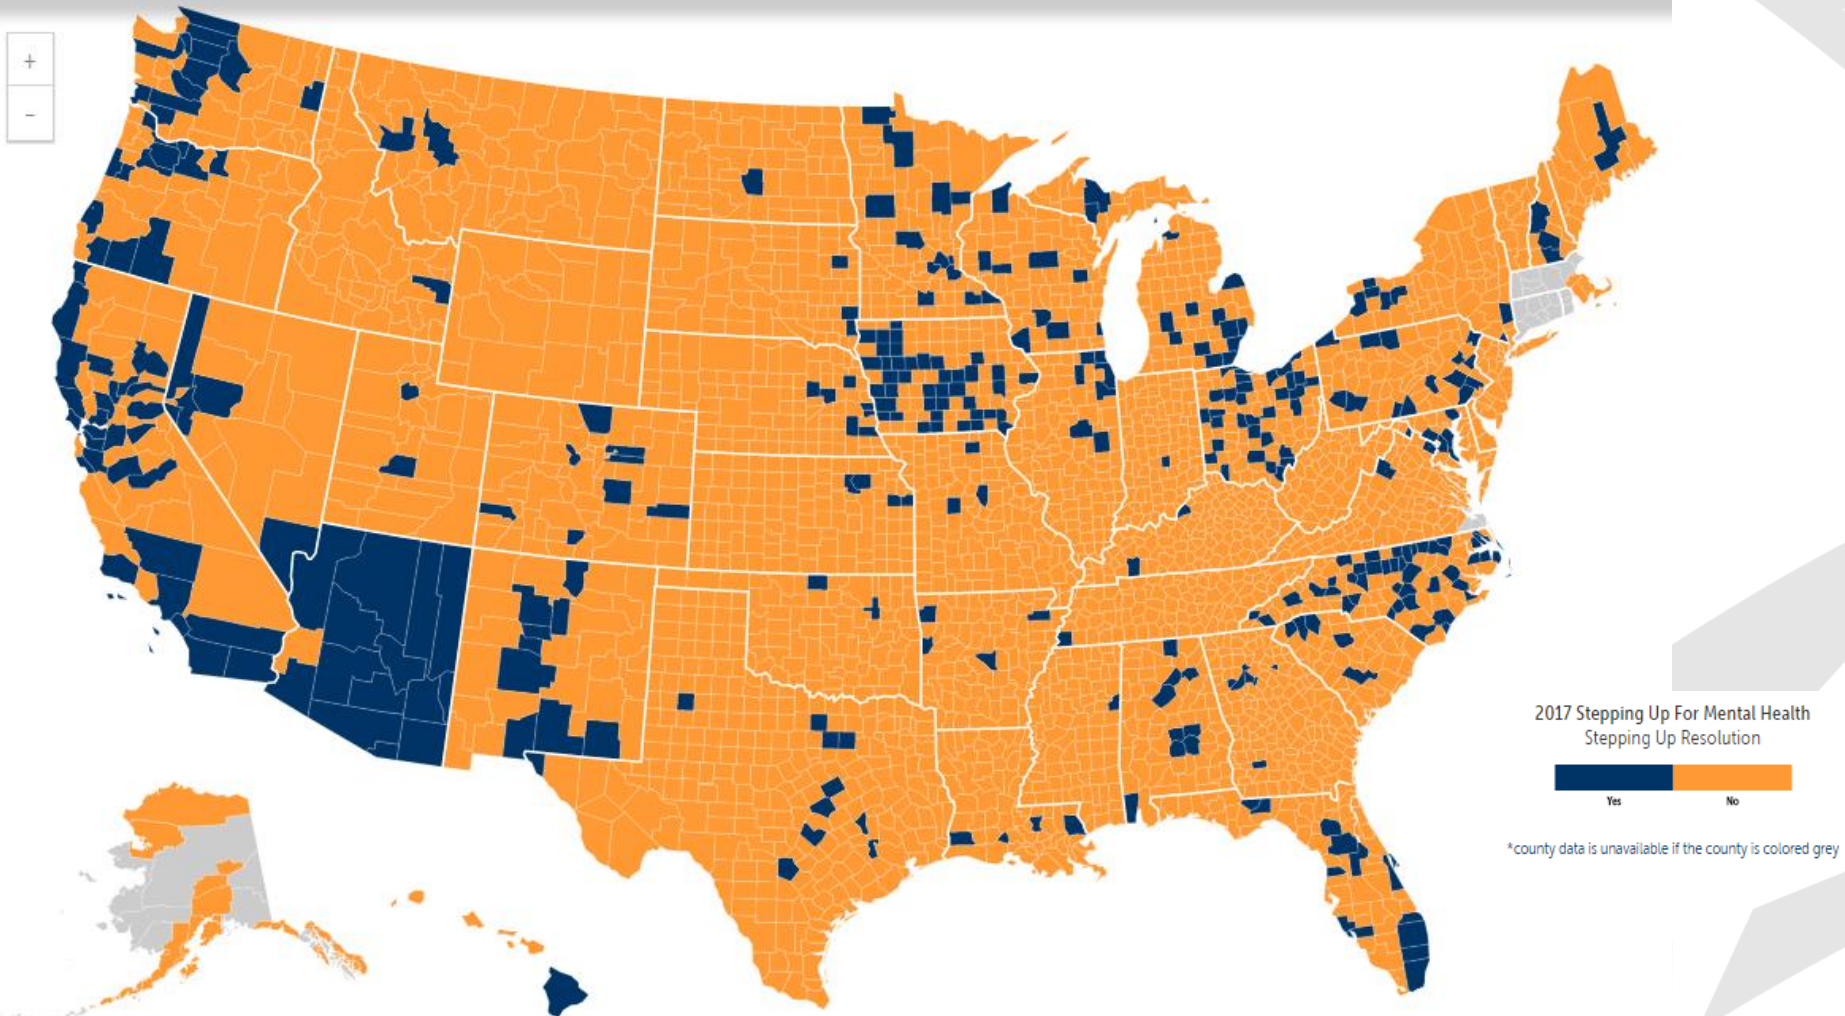 +
−
2017 Stepping Up For Mental Health
Stepping Up Resolution
Yes
No
*county data is unavailable if the county is colored grey